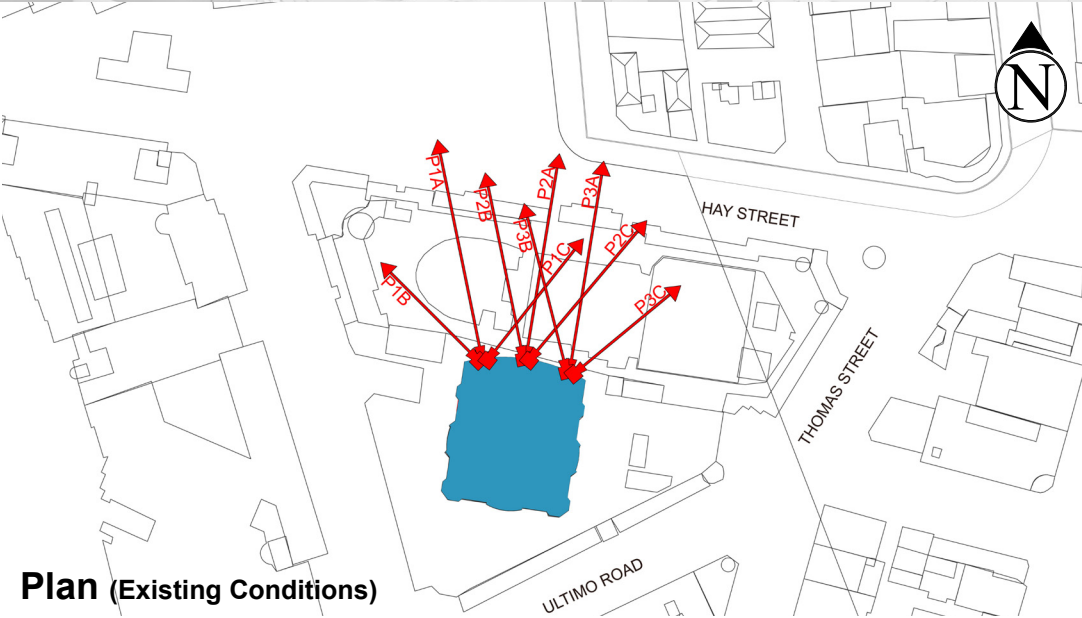 N
P1A
P2B
P2A
P3A
P3B
P1C
P2C
P1B
P3C
HAY STREET
THOMAS STREET
ULTIMO ROAD
Plan (Existing Conditions)